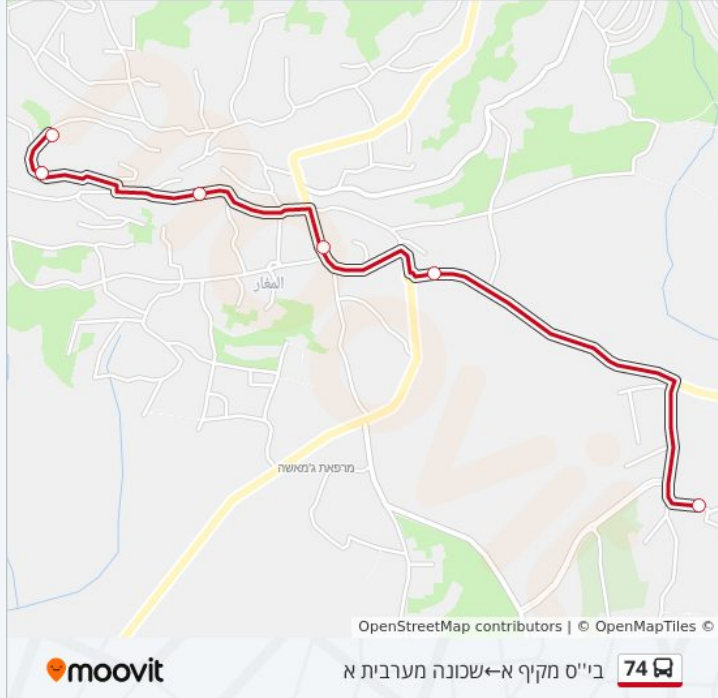 المغار
מרפאת ג'מאשה
OpenStreetMap contributors | © OpenMapTiles ©
moovit
74
בי''ס מקיף א←שכונה מערבית א